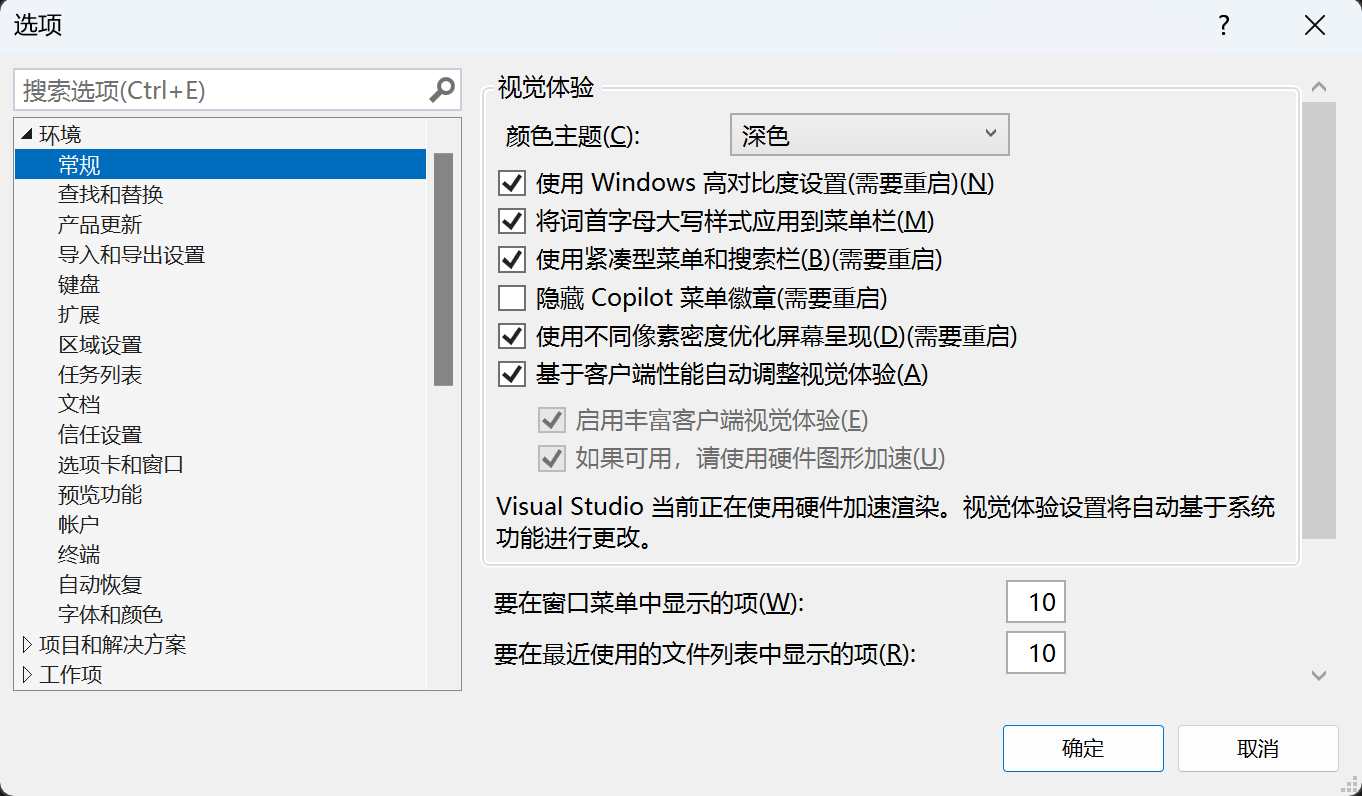 选项
搜索选项(Ctrl+E)
环境
常规
查找和替换
产品更新
导入和导出设置
键盘
扩展
区域设置
任务列表
文档
信任设置
选项卡和窗口
预览功能
帐户
终端
自动恢复
字体和颜色
项目和解决方案
工作项
视觉体验
颜色主题(C):
深色
使用 Windows 高对比度设置(需要重启)(N)
将词首字母大写样式应用到菜单栏(M)
使用紧凑型菜单和搜索栏(B)(需要重启)
隐藏 Copilot 菜单徽章(需要重启)
使用不同像素密度优化屏幕呈现(D)(需要重启)
基于客户端性能自动调整视觉体验(A)
启用丰富客户端视觉体验(E)
如果可用，请使用硬件图形加速(U)
Visual Studio 当前正在使用硬件加速渲染。视觉体验设置将自动基于系统
功能进行更改。
要在窗口菜单中显示的项(W):
10
要在最近使用的文件列表中显示的项(R):
10
确定
取消